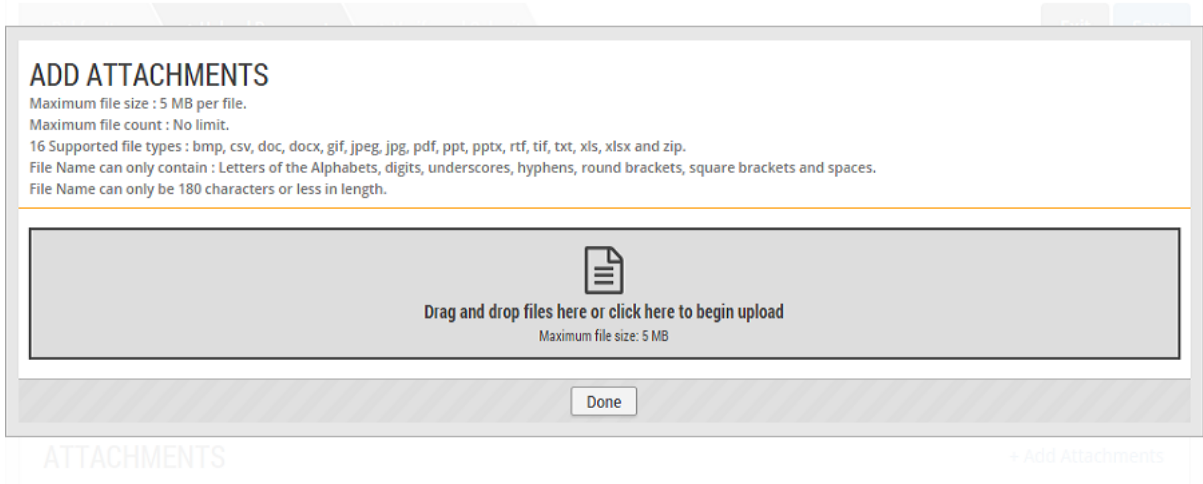 ADD ATTACHMENTS
Maximum file size : 5 MB per file.
Maximum file count : No limit.
16 Supported file types : bmp, csv, doc, docx, gif, jpeg, jpg, pdf, ppt, pptx, rtf, tif, txt, xls, xlsx and zip.
File Name can only contain : Letters of the Alphabets, digits, underscores, hyphens, round brackets, square brackets and spaces.
File Name can only be 180 characters or less in length.
Drag and drop files here or click here to begin upload
Maximum file size: 5 MB
Done
ATTACHMENTS
+ Add Attachments